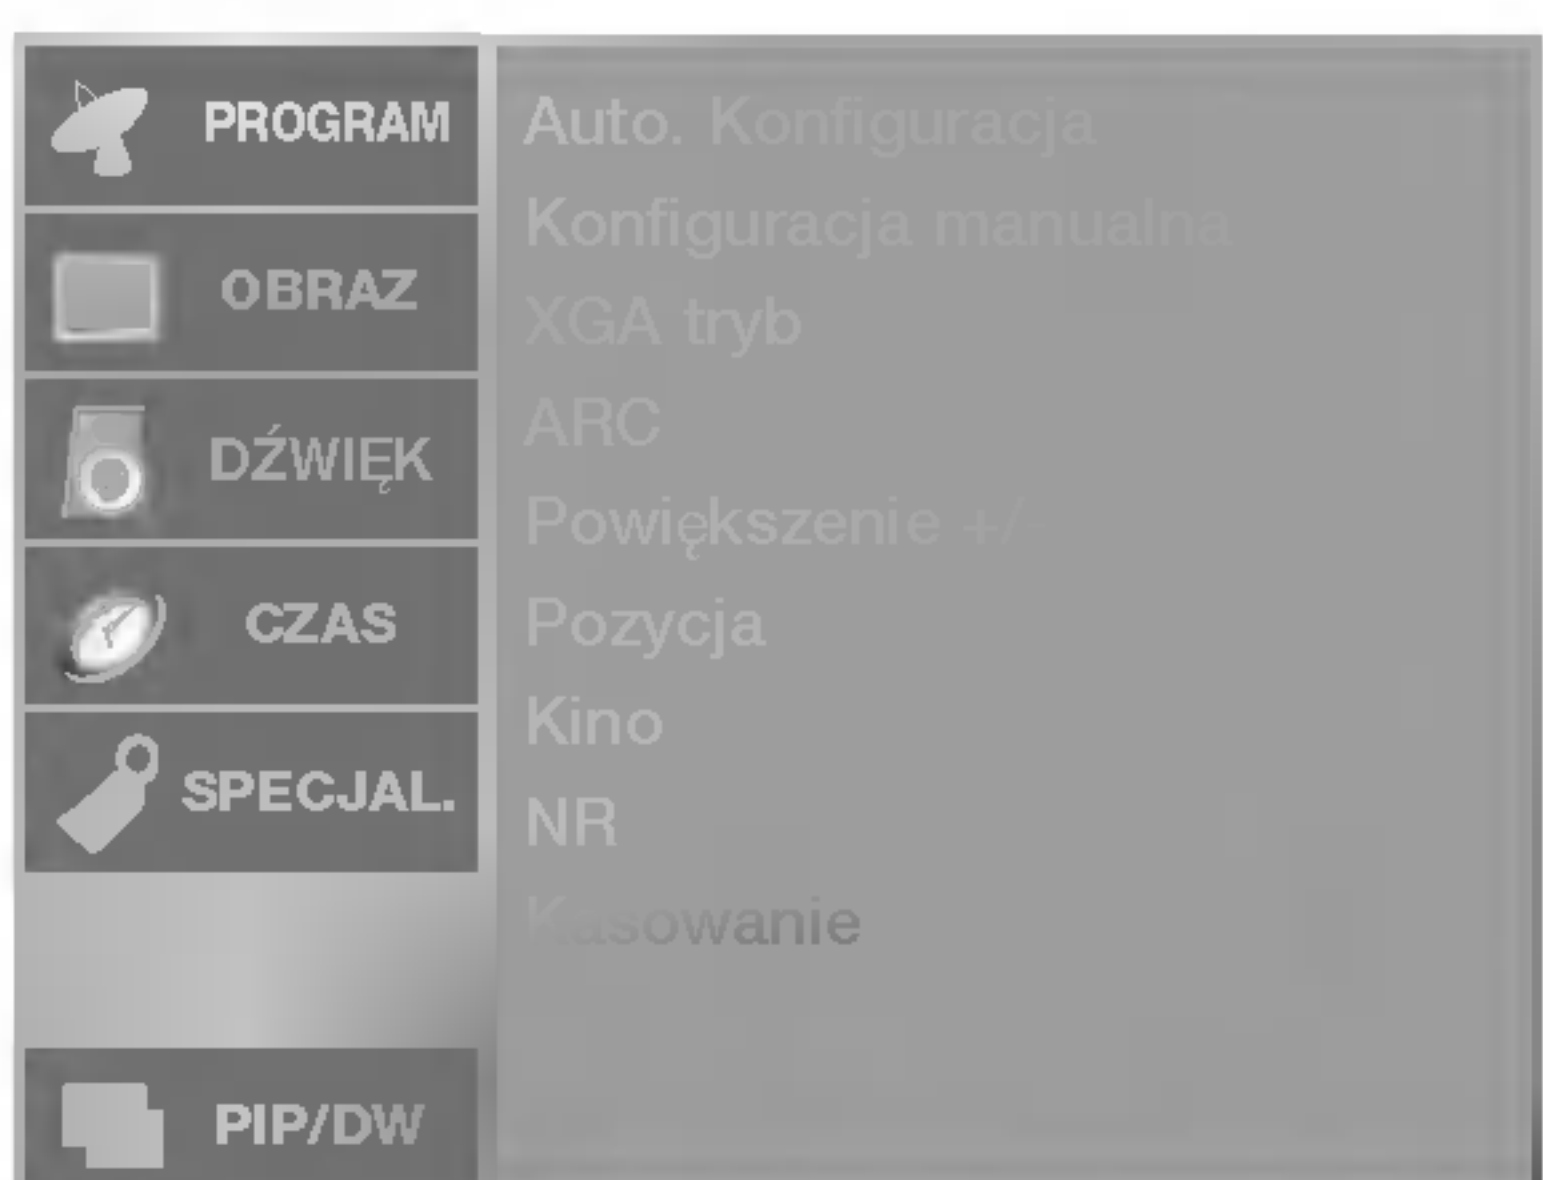 PROGRAM
OBRAZ
DŹWIĘK
CZAS
SPECJAL.
PIP/DW
Auto. Konfiguracja
Konfiguracja manualna
XGA tryb
ARC
Powiększenie +/-
Pozycja
Kino
NR
Kasowanie